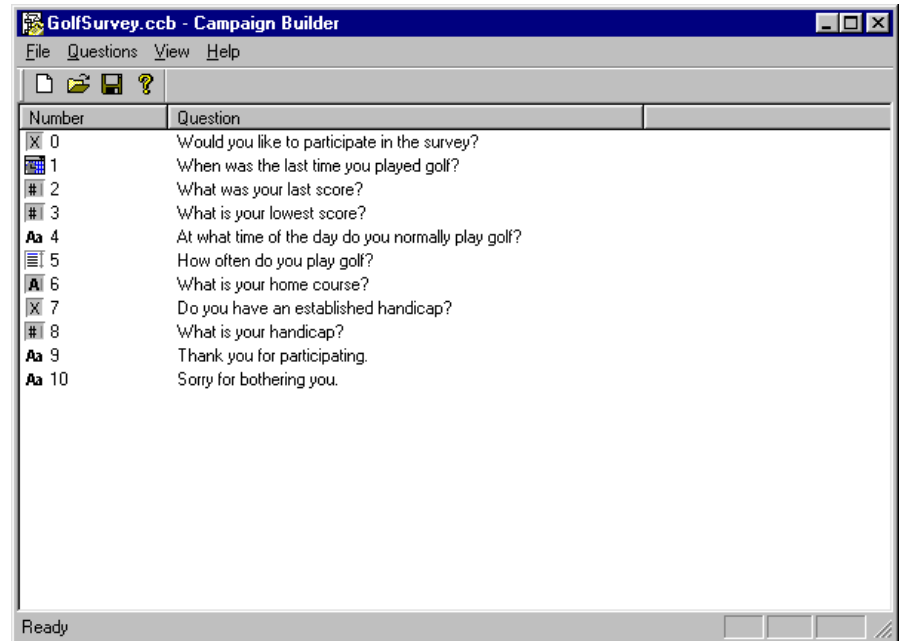 GolfSurvey.ccb - Campaign Builder
File Questions View Help
Number Question
X 0 Would you like to participate in the survey?
1 When was the last time you played golf?
# 2 What was your last score?
# 3 What is your lowest score?
Aa 4 At what time of the day do you normally play golf?
5 How often do you play golf?
A 6 What is your home course?
X 7 Do you have an established handicap?
# 8 What is your handicap?
Aa 9 Thank you for participating.
Aa 10 Sorry for bothering you.
Ready